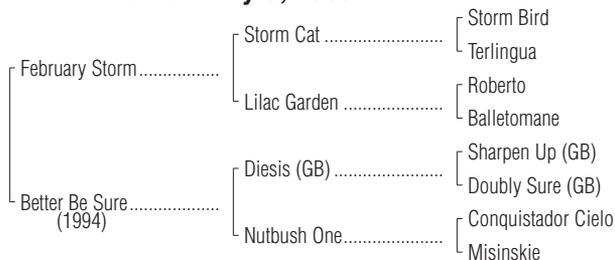 Storm Bird
Storm Cat ........................
Terlingua
February Storm................
Roberto
Lilac Garden ....................
Balletomane
Sharpen Up (GB)
Diesis (GB) ......................
Doubly Sure (GB)
Better Be Sure..................
(1994)
Conquistador Cielo
Nutbush One....................
Misinskie